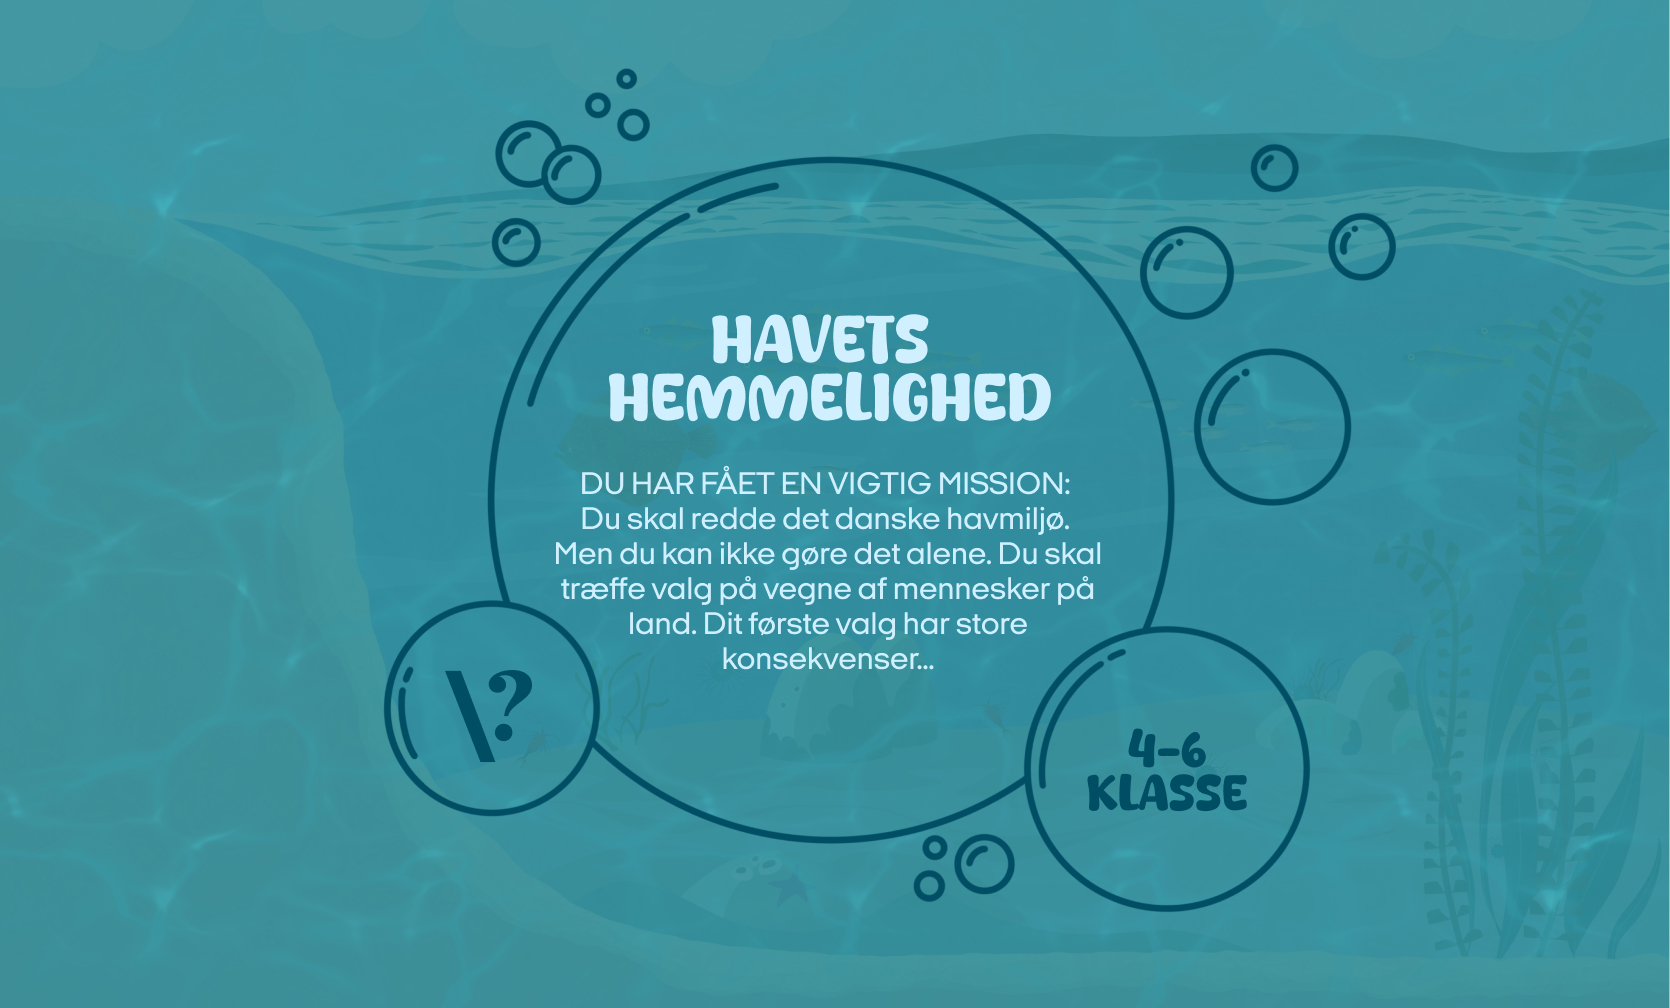 HAVETS
HEMMELIGHED
DU HAR FÅET EN VIGTIG MISSION:
Du skal redde det danske havmiljø.
Men du kan ikke gøre det alene. Du skal
træffe valg på vegne af mennesker på
land. Dit første valg har store
konsekvenser...
\?
4-6
KLASSE